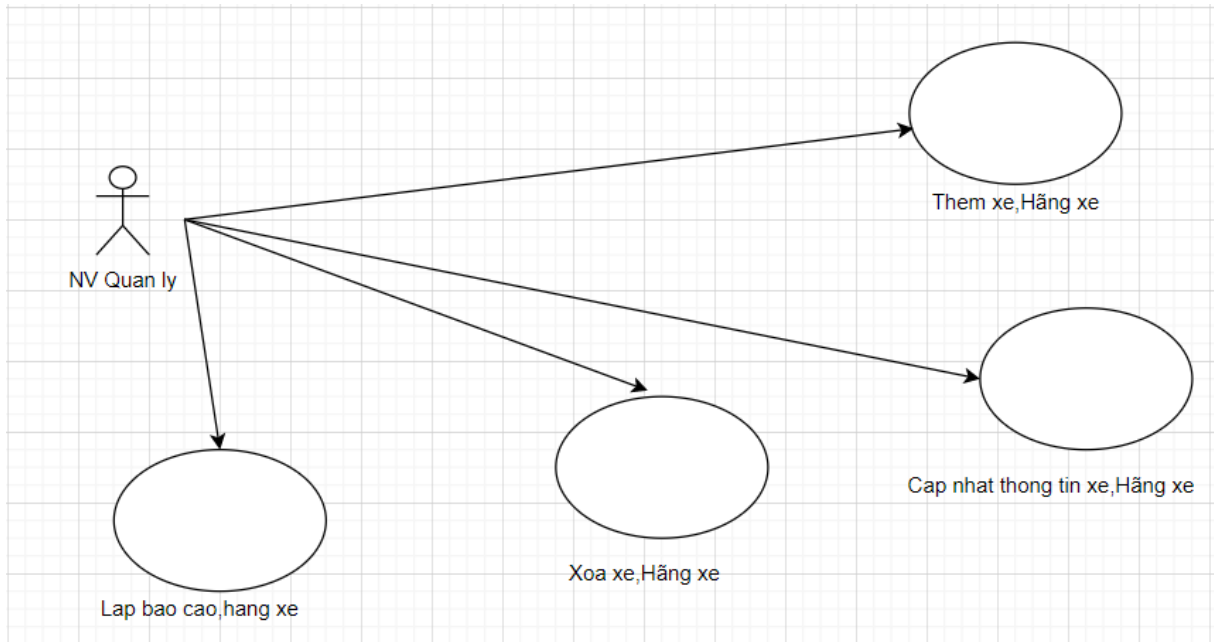 Them xe,Hãng xe
NV Quan ly
Cap nhat thong tin xe,Hãng xe
Xoa xe,Hãng xe
Lap bao cao,hang xe